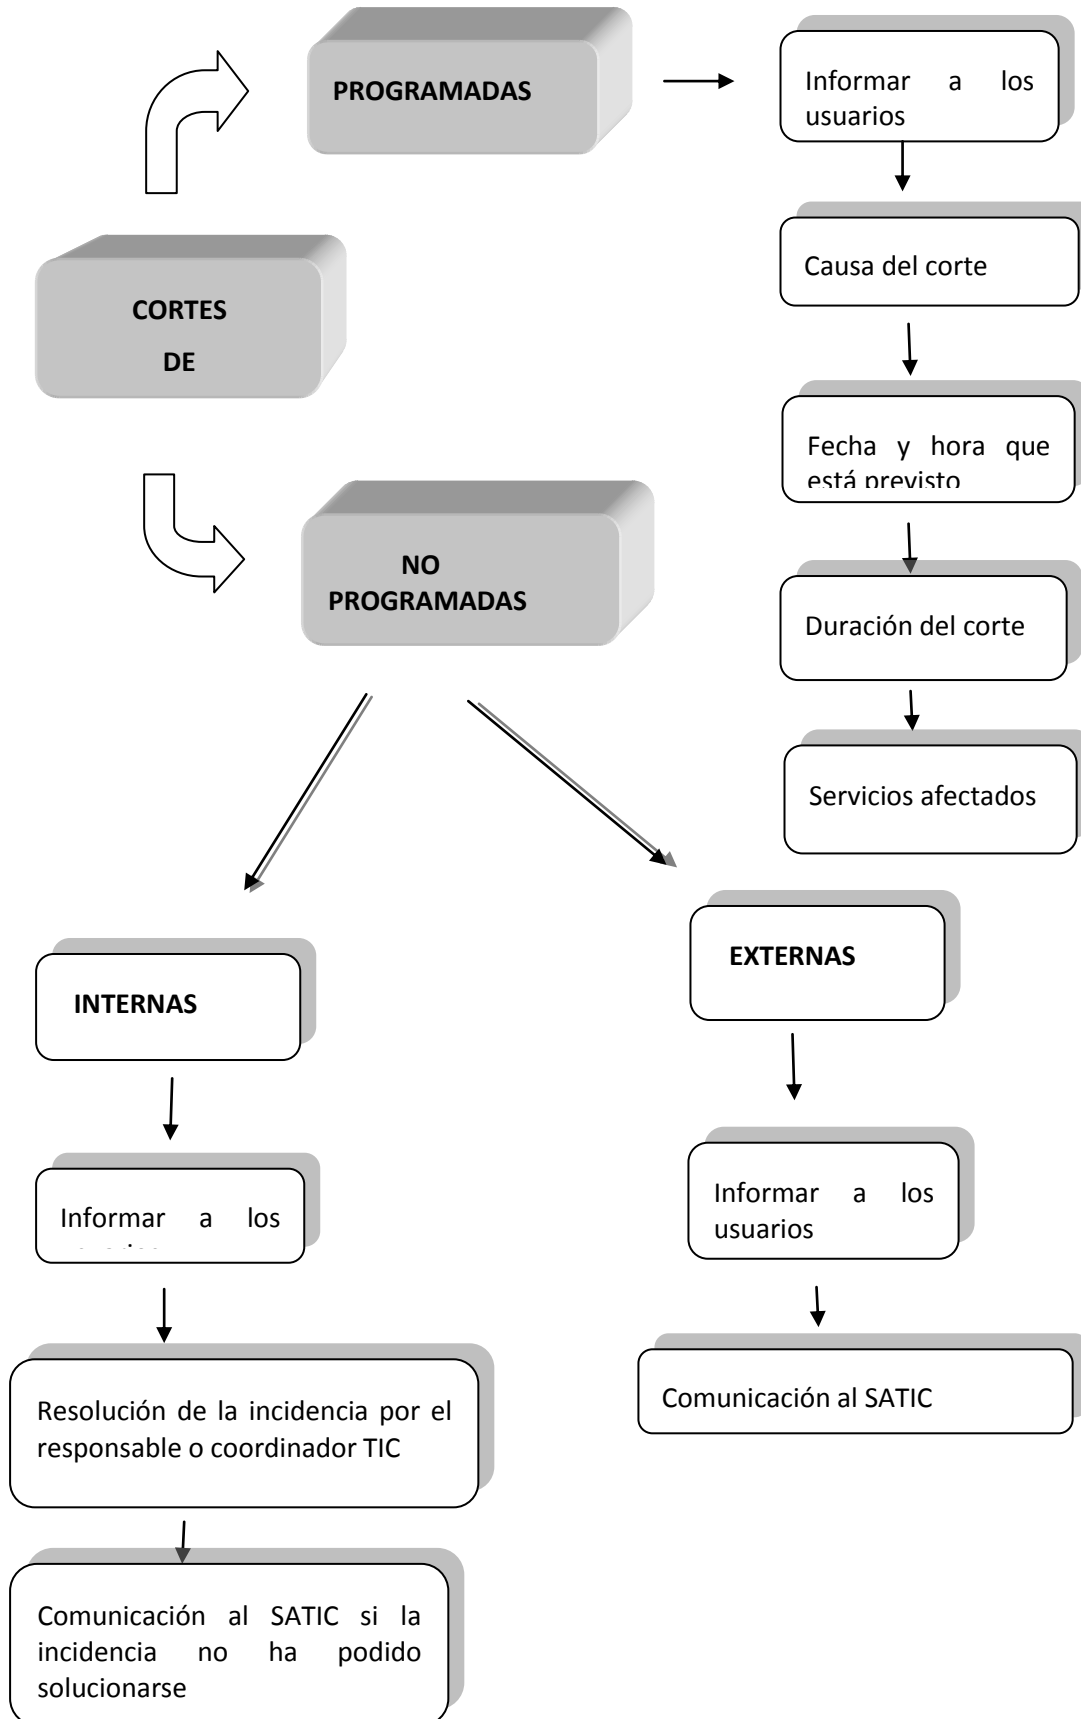 PROGRAMADAS
Informar a los
usuarios
CORTES
DE
Causa del corte
Fecha y hora que
está previsto
NO
PROGRAMADAS
Duración del corte
Servicios afectados
EXTERNAS
INTERNAS
Informar a los
usuarios
Informar a los
Comunicación al SATIC
Resolución de la incidencia por el
responsable o coordinador TIC
Comunicación al SATIC si la
incidencia no ha podido
solucionarse